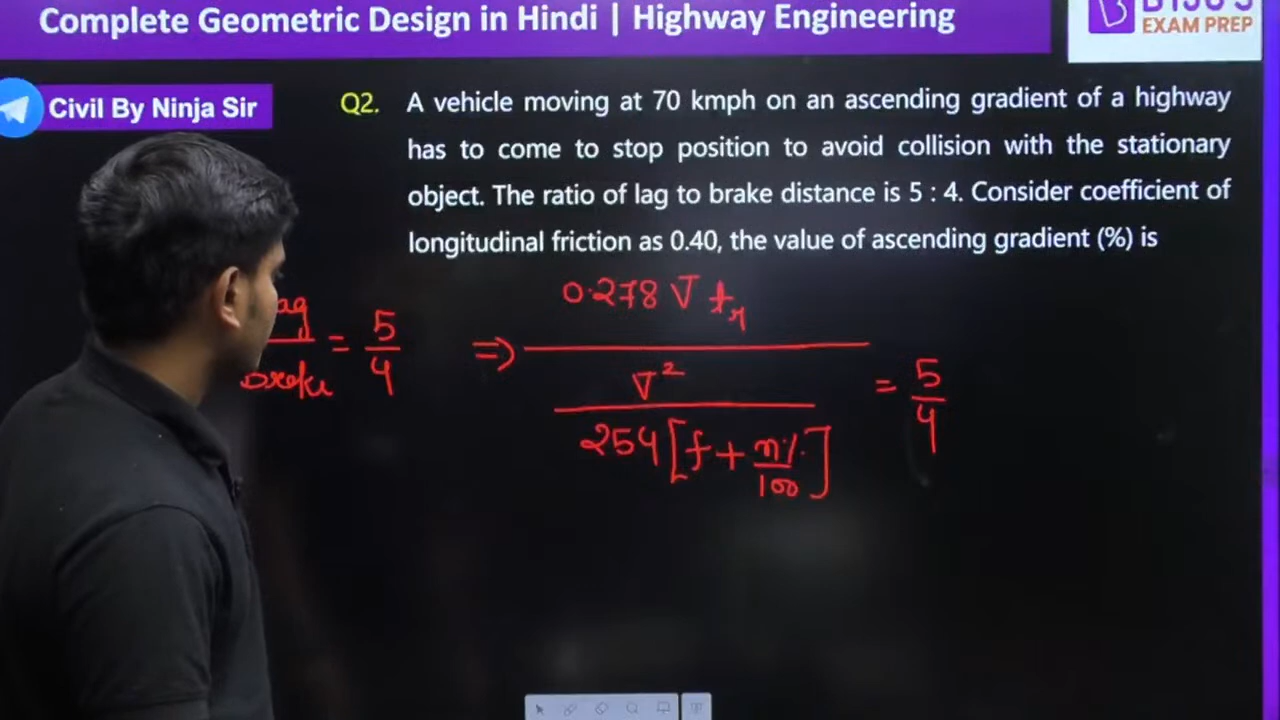 Complete Geometric Design in Hindi | Highway Engineering
EXAM PREP
Civil By Ninja Sir
Q2. A vehicle moving at 70 kmph on an ascending gradient of a highway
has to come to stop position to avoid collision with the stationary
object. The ratio of lag to brake distance is 5 : 4. Consider coefficient of
longitudinal friction as 0.40, the value of ascending gradient (%) is
0.278 V tr
= 5/4 ⇒
V²
= 5/4
254 [f + n%/100]